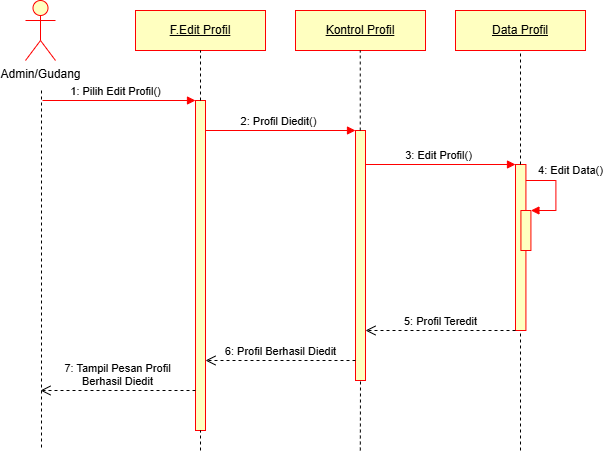 F.Edit Profil
Kontrol Profil
Data Profil
Admin/Gudang
1: Pilih Edit Profil()
2: Profil Diedit()
3: Edit Profil()
4: Edit Data()
5: Profil Teredit
6: Profil Berhasil Diedit
7: Tampil Pesan Profil
Berhasil Diedit